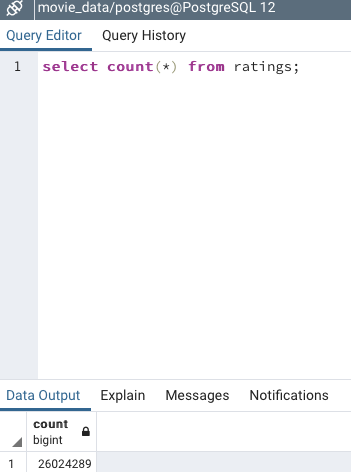 movie_data/postgres@PostgreSQL 12
Query Editor Query History
1 select count(*) from ratings;
Data Output Explain Messages Notifications
count
bigint
1 26024289